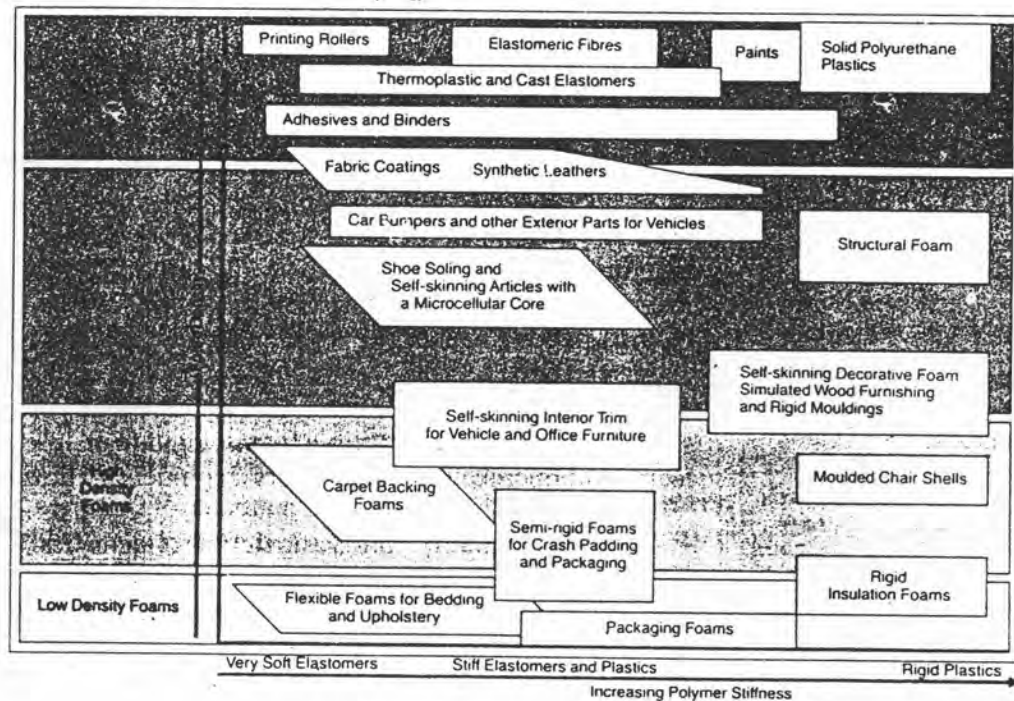 Printing Rollers
Elastomeric Fibres
Paints
Solid Polyurethane
Plastics
Thermoplastic and Cast Elastomers
Adhesives and Binders
Fabric Coatings
Synthetic Leathers
Car Bumpers and other Exterior Parts for Vehicles
Structural Foam
Shoe Soling and
Self-skinning Articles with
a Microcellular Core
Self-skinning Decorative Foam
Simulated Wood Furnishing
and Rigid Mouldings
Self-skinning Interior Trim
for Vehicle and Office Furniture
High
Density
Foams
Carpet Backing
Foams
Moulded Chair Shells
Semi-rigid Foams
for Crash Padding
and Packaging
Rigid
Insulation Foams
Low Density Foams
Flexible Foams for Bedding
and Upholstery
Packaging Foams
Very Soft Elastomers
Stiff Elastomers and Plastics
Rigid Plastics
Increasing Polymer Stiffness